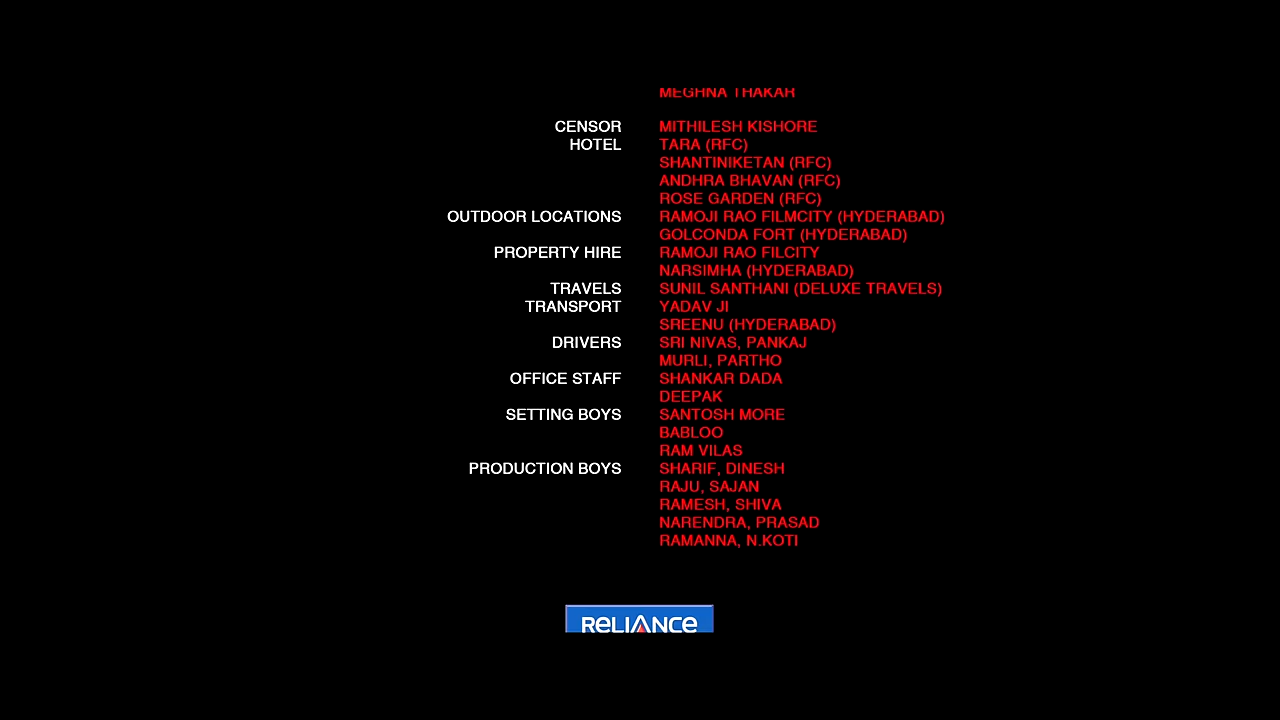 MEGHNA THAKAR
CENSOR MITHILESH KISHORE
HOTEL TARA (RFC)
SHANTINIKETAN (RFC)
ANDHRA BHAVAN (RFC)
ROSE GARDEN (RFC)
OUTDOOR LOCATIONS RAMOJI RAO FILMCITY (HYDERABAD)
GOLCONDA FORT (HYDERABAD)
PROPERTY HIRE RAMOJI RAO FILCITY
NARSIMHA (HYDERABAD)
TRAVELS SUNIL SANTHANI (DELUXE TRAVELS)
TRANSPORT YADAV JI
SREENU (HYDERABAD)
DRIVERS SRI NIVAS, PANKAJ
MURLI, PARTHO
OFFICE STAFF SHANKAR DADA
DEEPAK
SETTING BOYS SANTOSH MORE
BABLOO
RAM VILAS
PRODUCTION BOYS SHARIF, DINESH
RAJU, SAJAN
RAMESH, SHIVA
NARENDRA, PRASAD
RAMANNA, N.KOTI
RELIANCE